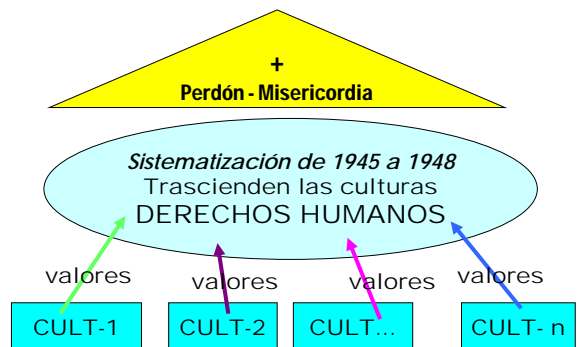 +
Perdón - Misericordia
Sistematización de 1945 a 1948
Trascienden las culturas
DERECHOS HUMANOS
valores valores valores valores
CULT-1 CULT-2 CULT... CULT- n